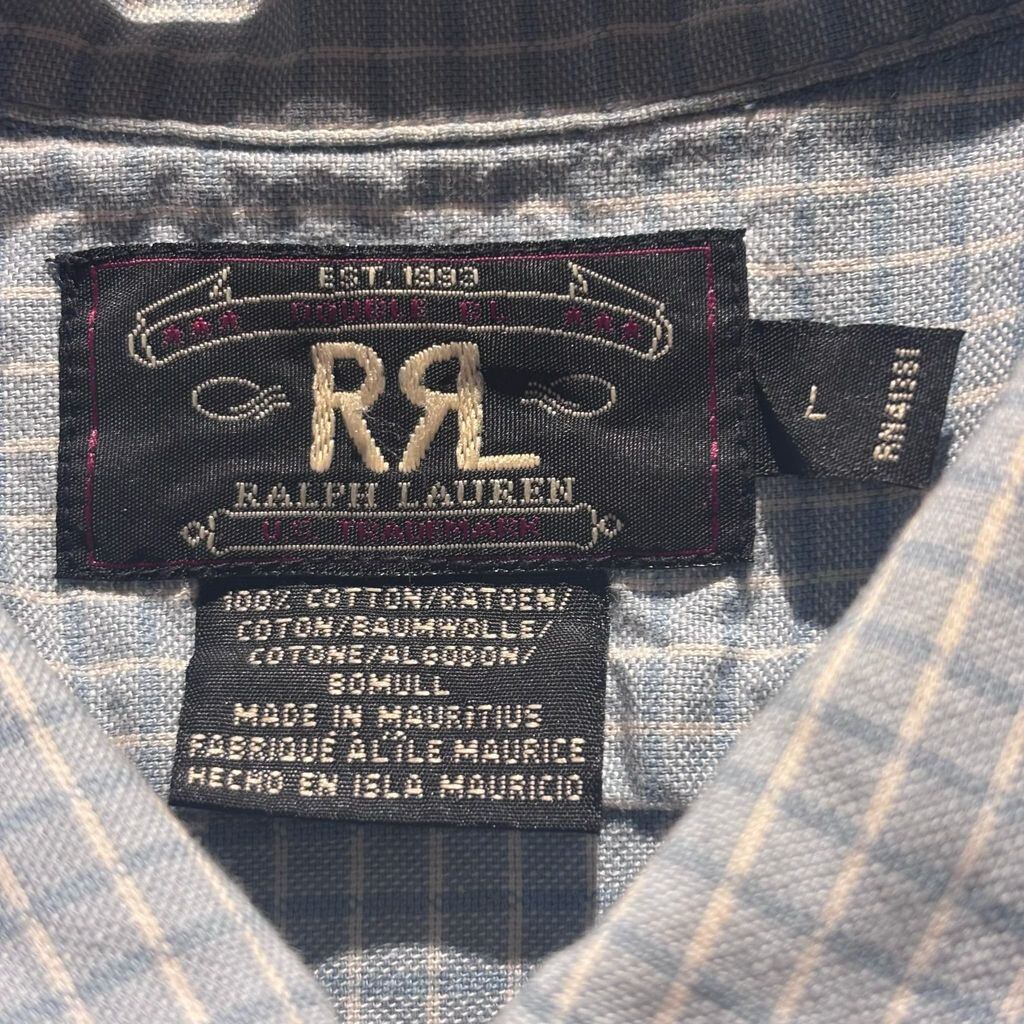 EST. 1993
DOUBLE RL
RRL
RALPH LAUREN
U S TRADEMARK
L
RN41381
100% COTTON/KATOEN/
COTON/BAUMWOLLE/
COTONE/ALGODON/
BOMULL
MADE IN MAURITIUS
FABRIQUÉ À L'ÎLE MAURICE
HECHO EN ISLA MAURICIO